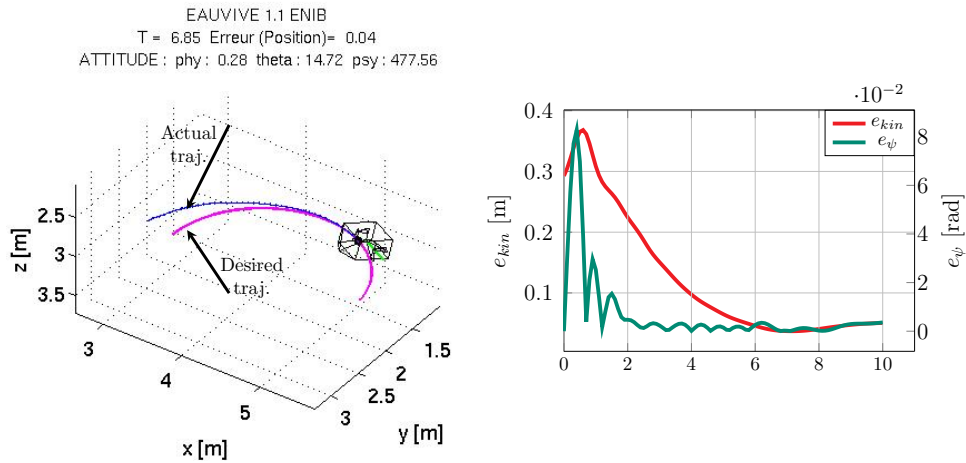 EAUVIVE 1.1 ENIB
T = 6.85 Erreur (Position)= 0.04
ATTITUDE : phy : 0.28 theta : 14.72 psy : 477.56
Actual
traj.
Desired
traj.
2.5
3
3.5
z [m]
3
4
5
x [m]
1.5
2
2.5
3
y [m]
·10⁻²
e_kin
e_ψ
0.4
0.3
0.2
0.1
e_kin [m]
8
6
4
2
0
e_ψ [rad]
0 2 4 6 8 10